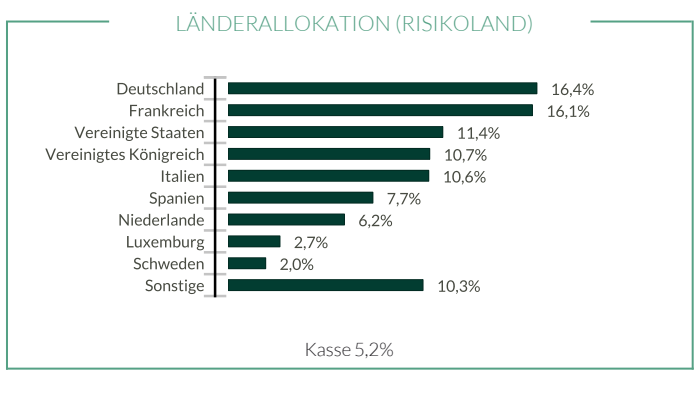 LÄNDERALLOKATION (RISIKOLAND)
Deutschland 16,4%
Frankreich 16,1%
Vereinigte Staaten 11,4%
Vereinigtes Königreich 10,7%
Italien 10,6%
Spanien 7,7%
Niederlande 6,2%
Luxemburg 2,7%
Schweden 2,0%
Sonstige 10,3%
Kasse 5,2%